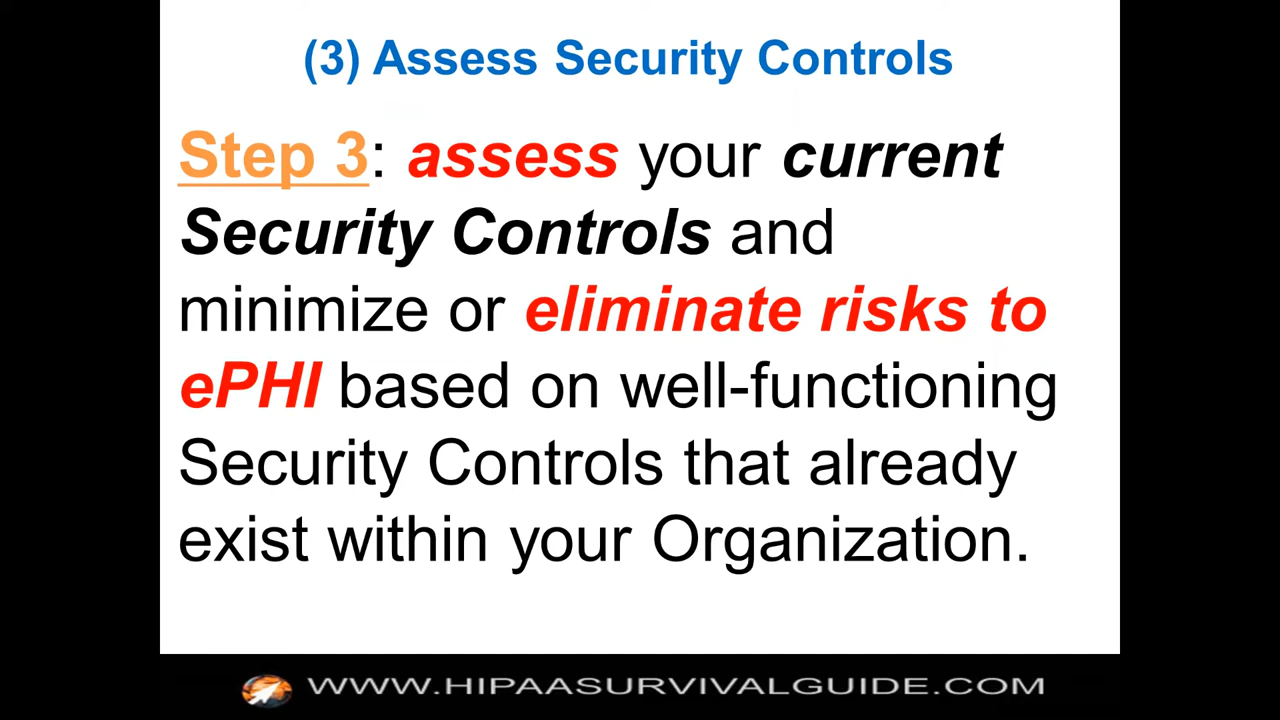 (3) Assess Security Controls
Step 3: assess your current
Security Controls and
minimize or eliminate risks to
ePHI based on well-functioning
Security Controls that already
exist within your Organization.
WWW.HIPAASURVIVALGUIDE.COM